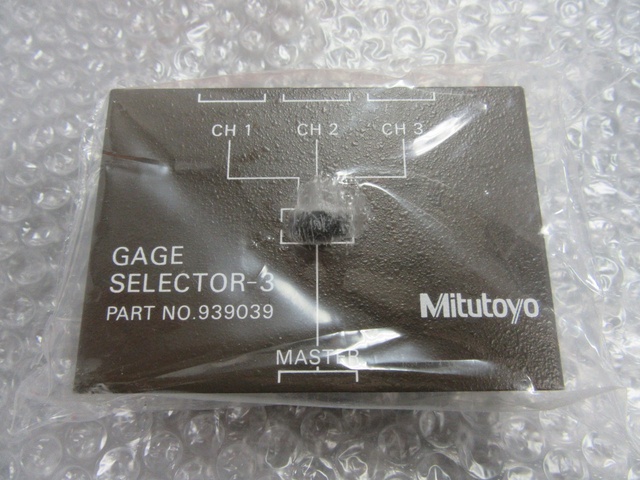 CH 1 CH 2 CH 3
GAGE
SELECTOR-3
PART NO.939039
Mitutoyo
MASTER